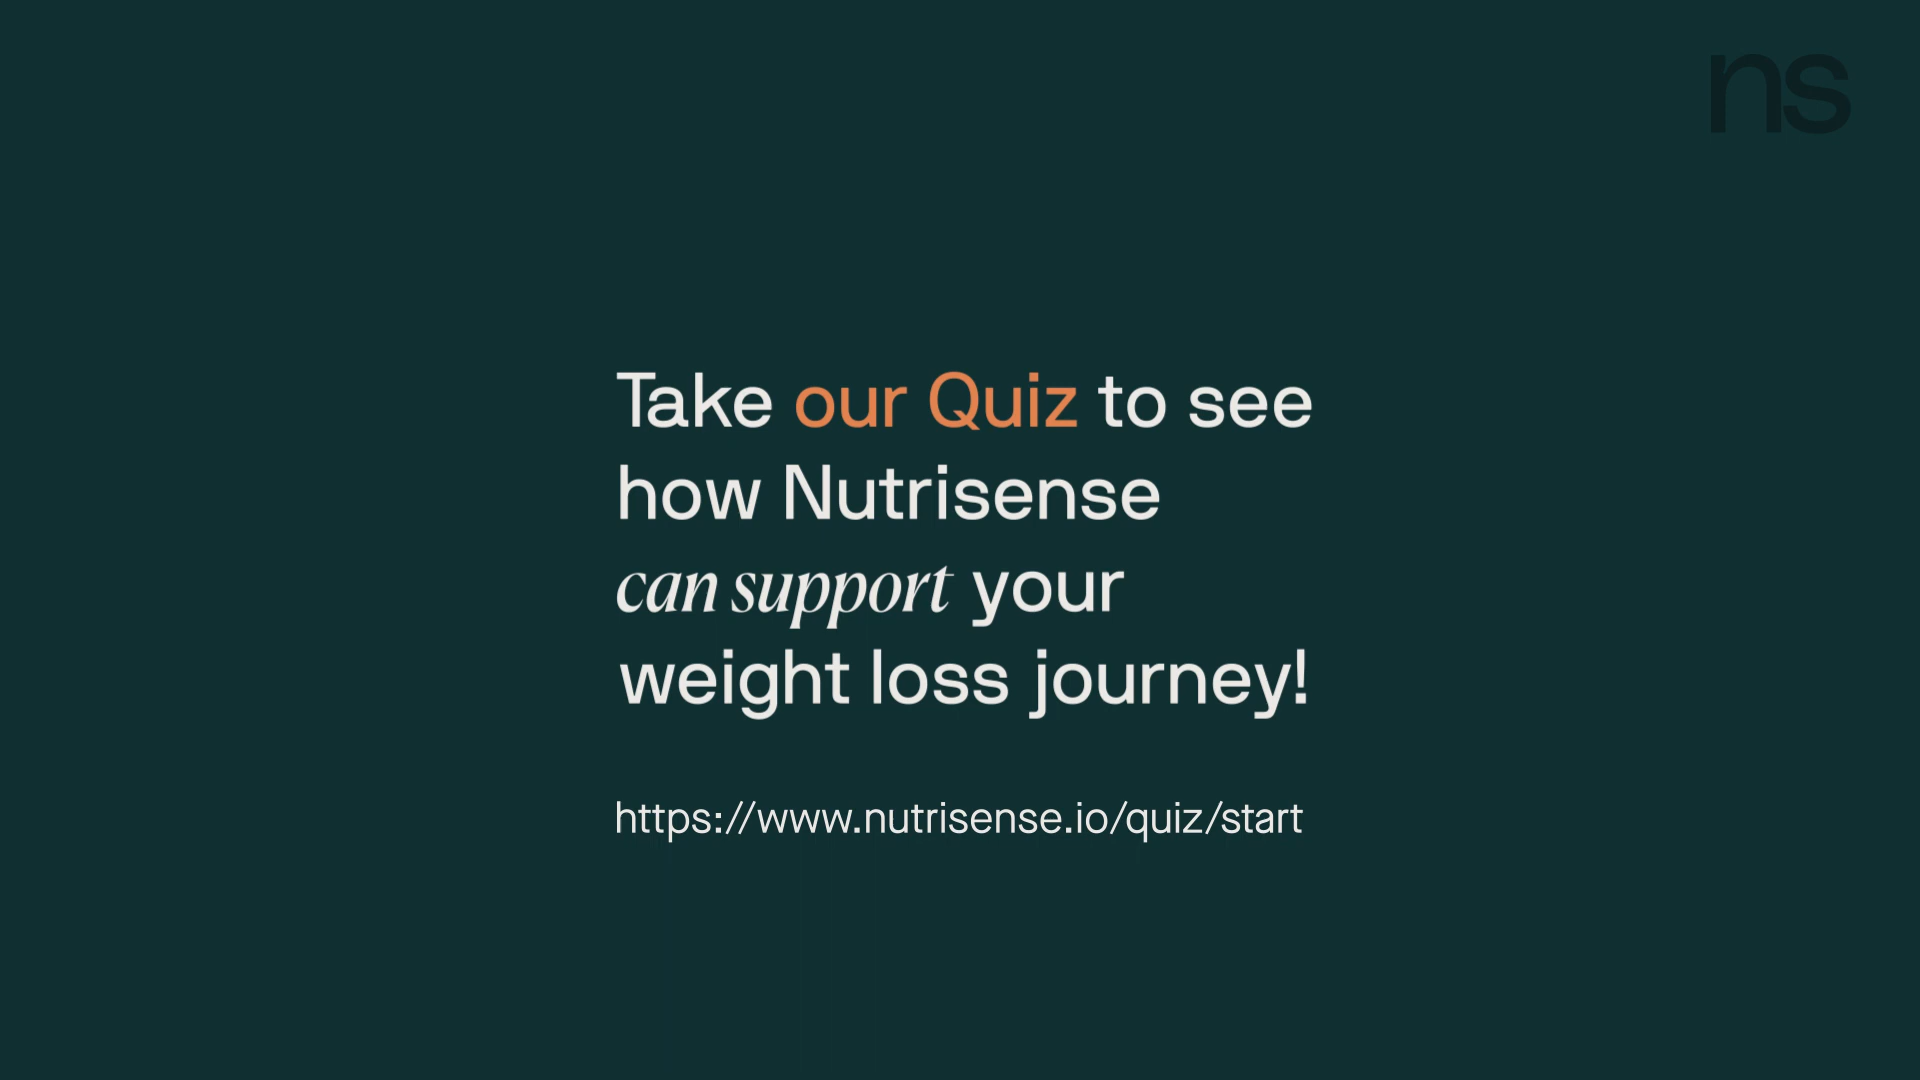 ns
Take our Quiz to see
how Nutrisense
can support your
weight loss journey!
https://www.nutrisense.io/quiz/start